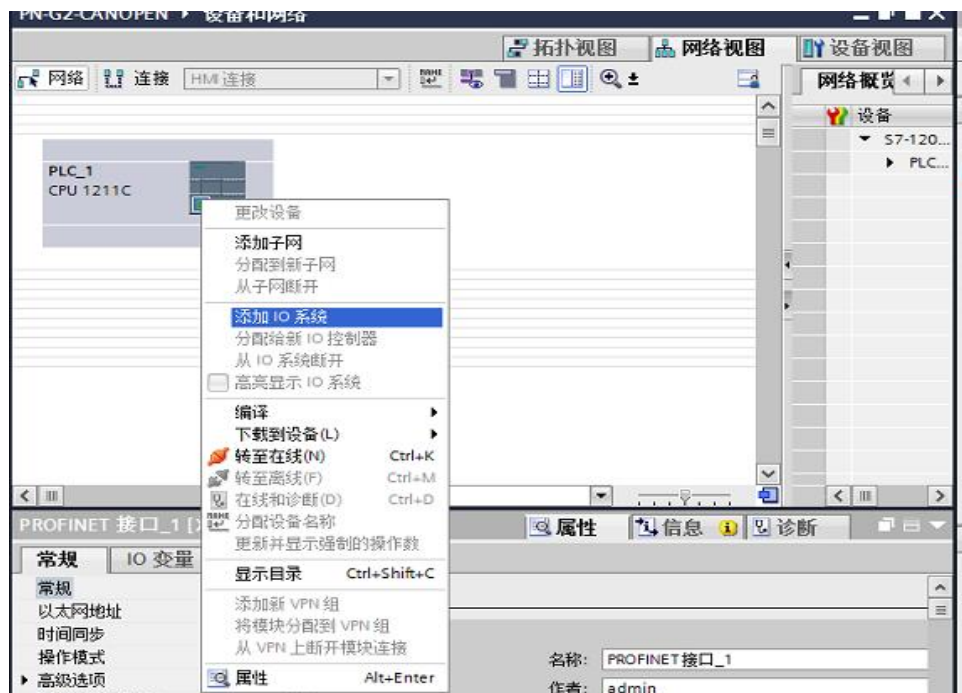 PN-G2-CANOPEN ▸ 设备和网络
拓扑视图 网络视图 设备视图
网络 连接 HMI 连接
网络概览
设备
S7-120...
PLC...
PLC_1
CPU 1211C
更改设备
添加子网
分配到新子网
从子网断开
添加 IO 系统
分配给新 IO 控制器
从 IO 系统断开
高亮显示 IO 系统
编译
下载到设备(L)
转至在线(N) Ctrl+K
转至离线(F) Ctrl+M
在线和诊断(D) Ctrl+D
分配设备名称
更新并显示强制的操作数
显示目录 Ctrl+Shift+C
添加新 VPN 组
将模块分配到 VPN 组
从 VPN 上断开模块连接
属性 Alt+Enter
PROFINET 接口_1
属性 信息 诊断
常规 IO 变量
常规
以太网地址
时间同步
操作模式
高级选项
名称: PROFINET接口_1
作者: admin